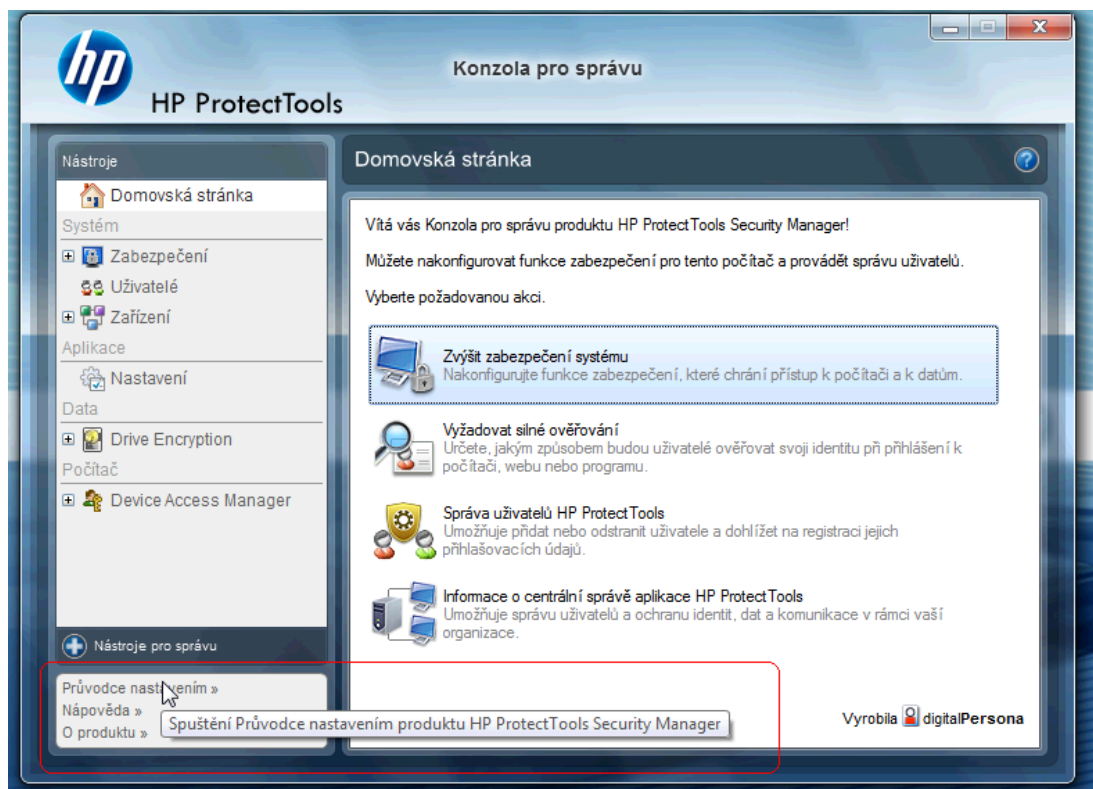 hp
Konzola pro správu
HP ProtectTools
Nástroje
Domovská stránka
Systém
Zabezpečení
Uživatelé
Zařízení
Aplikace
Nastavení
Data
Drive Encryption
Počítač
Device Access Manager
Nástroje pro správu
Průvodce nastavením »
Nápověda »
O produktu »
Spuštění Průvodce nastavením produktu HP ProtectTools Security Manager
Domovská stránka
?
Vítá vás Konzola pro správu produktu HP ProtectTools Security Manager!
Můžete nakonfigurovat funkce zabezpečení pro tento počítač a provádět správu uživatelů.
Vyberte požadovanou akci.
Zvýšit zabezpečení systému
Nakonfigurujte funkce zabezpečení, které chrání přístup k počítači a k datům.
Vyžadovat silné ověřování
Určete, jakým způsobem budou uživatelé ověřovat svoji identitu při přihlášení k
počítači, webu nebo programu.
Správa uživatelů HP ProtectTools
Umožňuje přidat nebo odstranit uživatele a dohlížet na registraci jejich
přihlašovacích údajů.
Informace o centrální správě aplikace HP ProtectTools
Umožňuje správu uživatelů a ochranu identit, dat a komunikace v rámci vaší
organizace.
Vyrobila digitalPersona